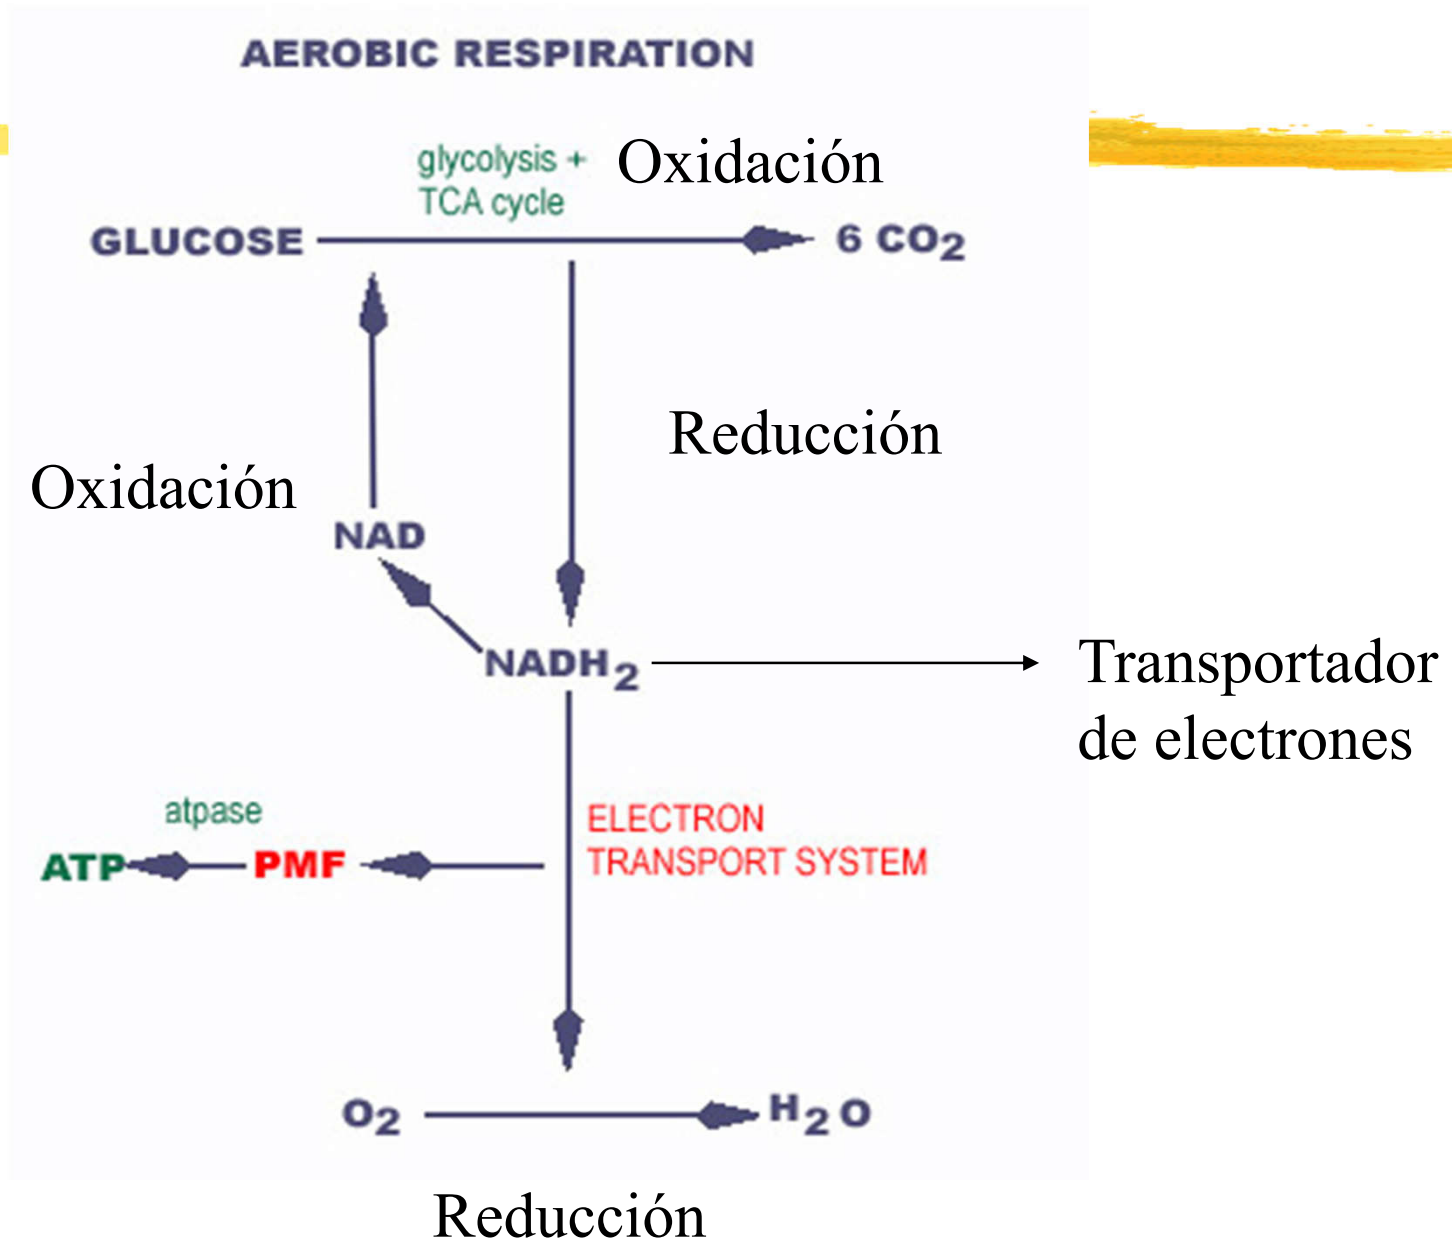 AEROBIC RESPIRATION
glycolysis +
TCA cycle
Oxidación
GLUCOSE
6 CO2
Reducción
Oxidación
NAD
NADH2
Transportador
de electrones
atpase
ATP
PMF
ELECTRON
TRANSPORT SYSTEM
O2
H2O
Reducción